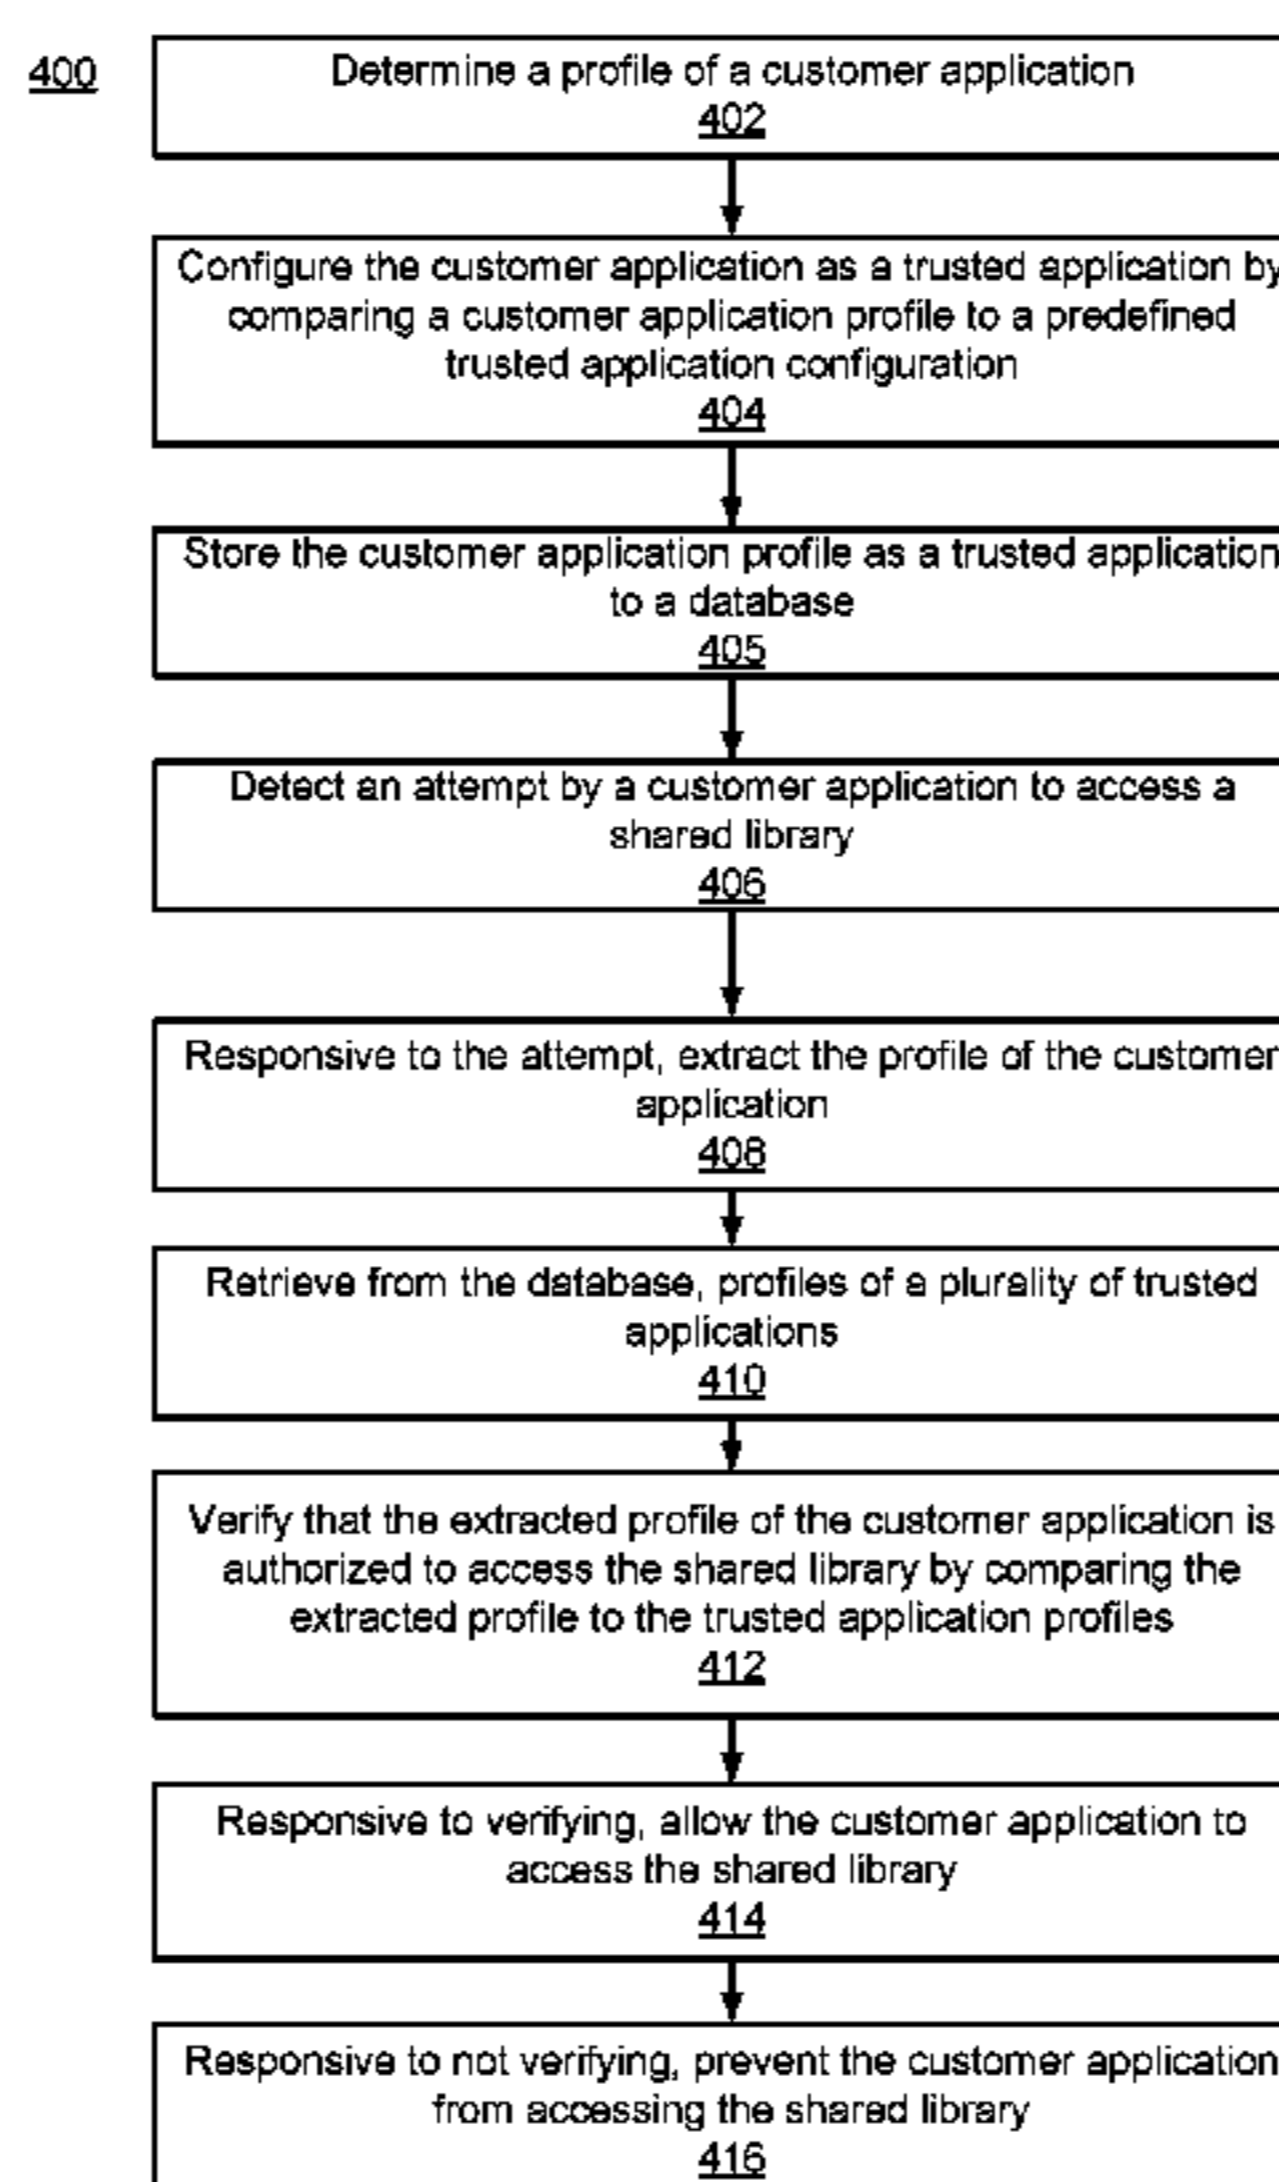 400
Determine a profile of a customer application
402
Configure the customer application as a trusted application by
comparing a customer application profile to a predefined
trusted application configuration
404
Store the customer application profile as a trusted application
to a database
405
Detect an attempt by a customer application to access a
shared library
406
Responsive to the attempt, extract the profile of the customer
application
408
Retrieve from the database, profiles of a plurality of trusted
applications
410
Verify that the extracted profile of the customer application is
authorized to access the shared library by comparing the
extracted profile to the trusted application profiles
412
Responsive to verifying, allow the customer application to
access the shared library
414
Responsive to not verifying, prevent the customer application
from accessing the shared library
416